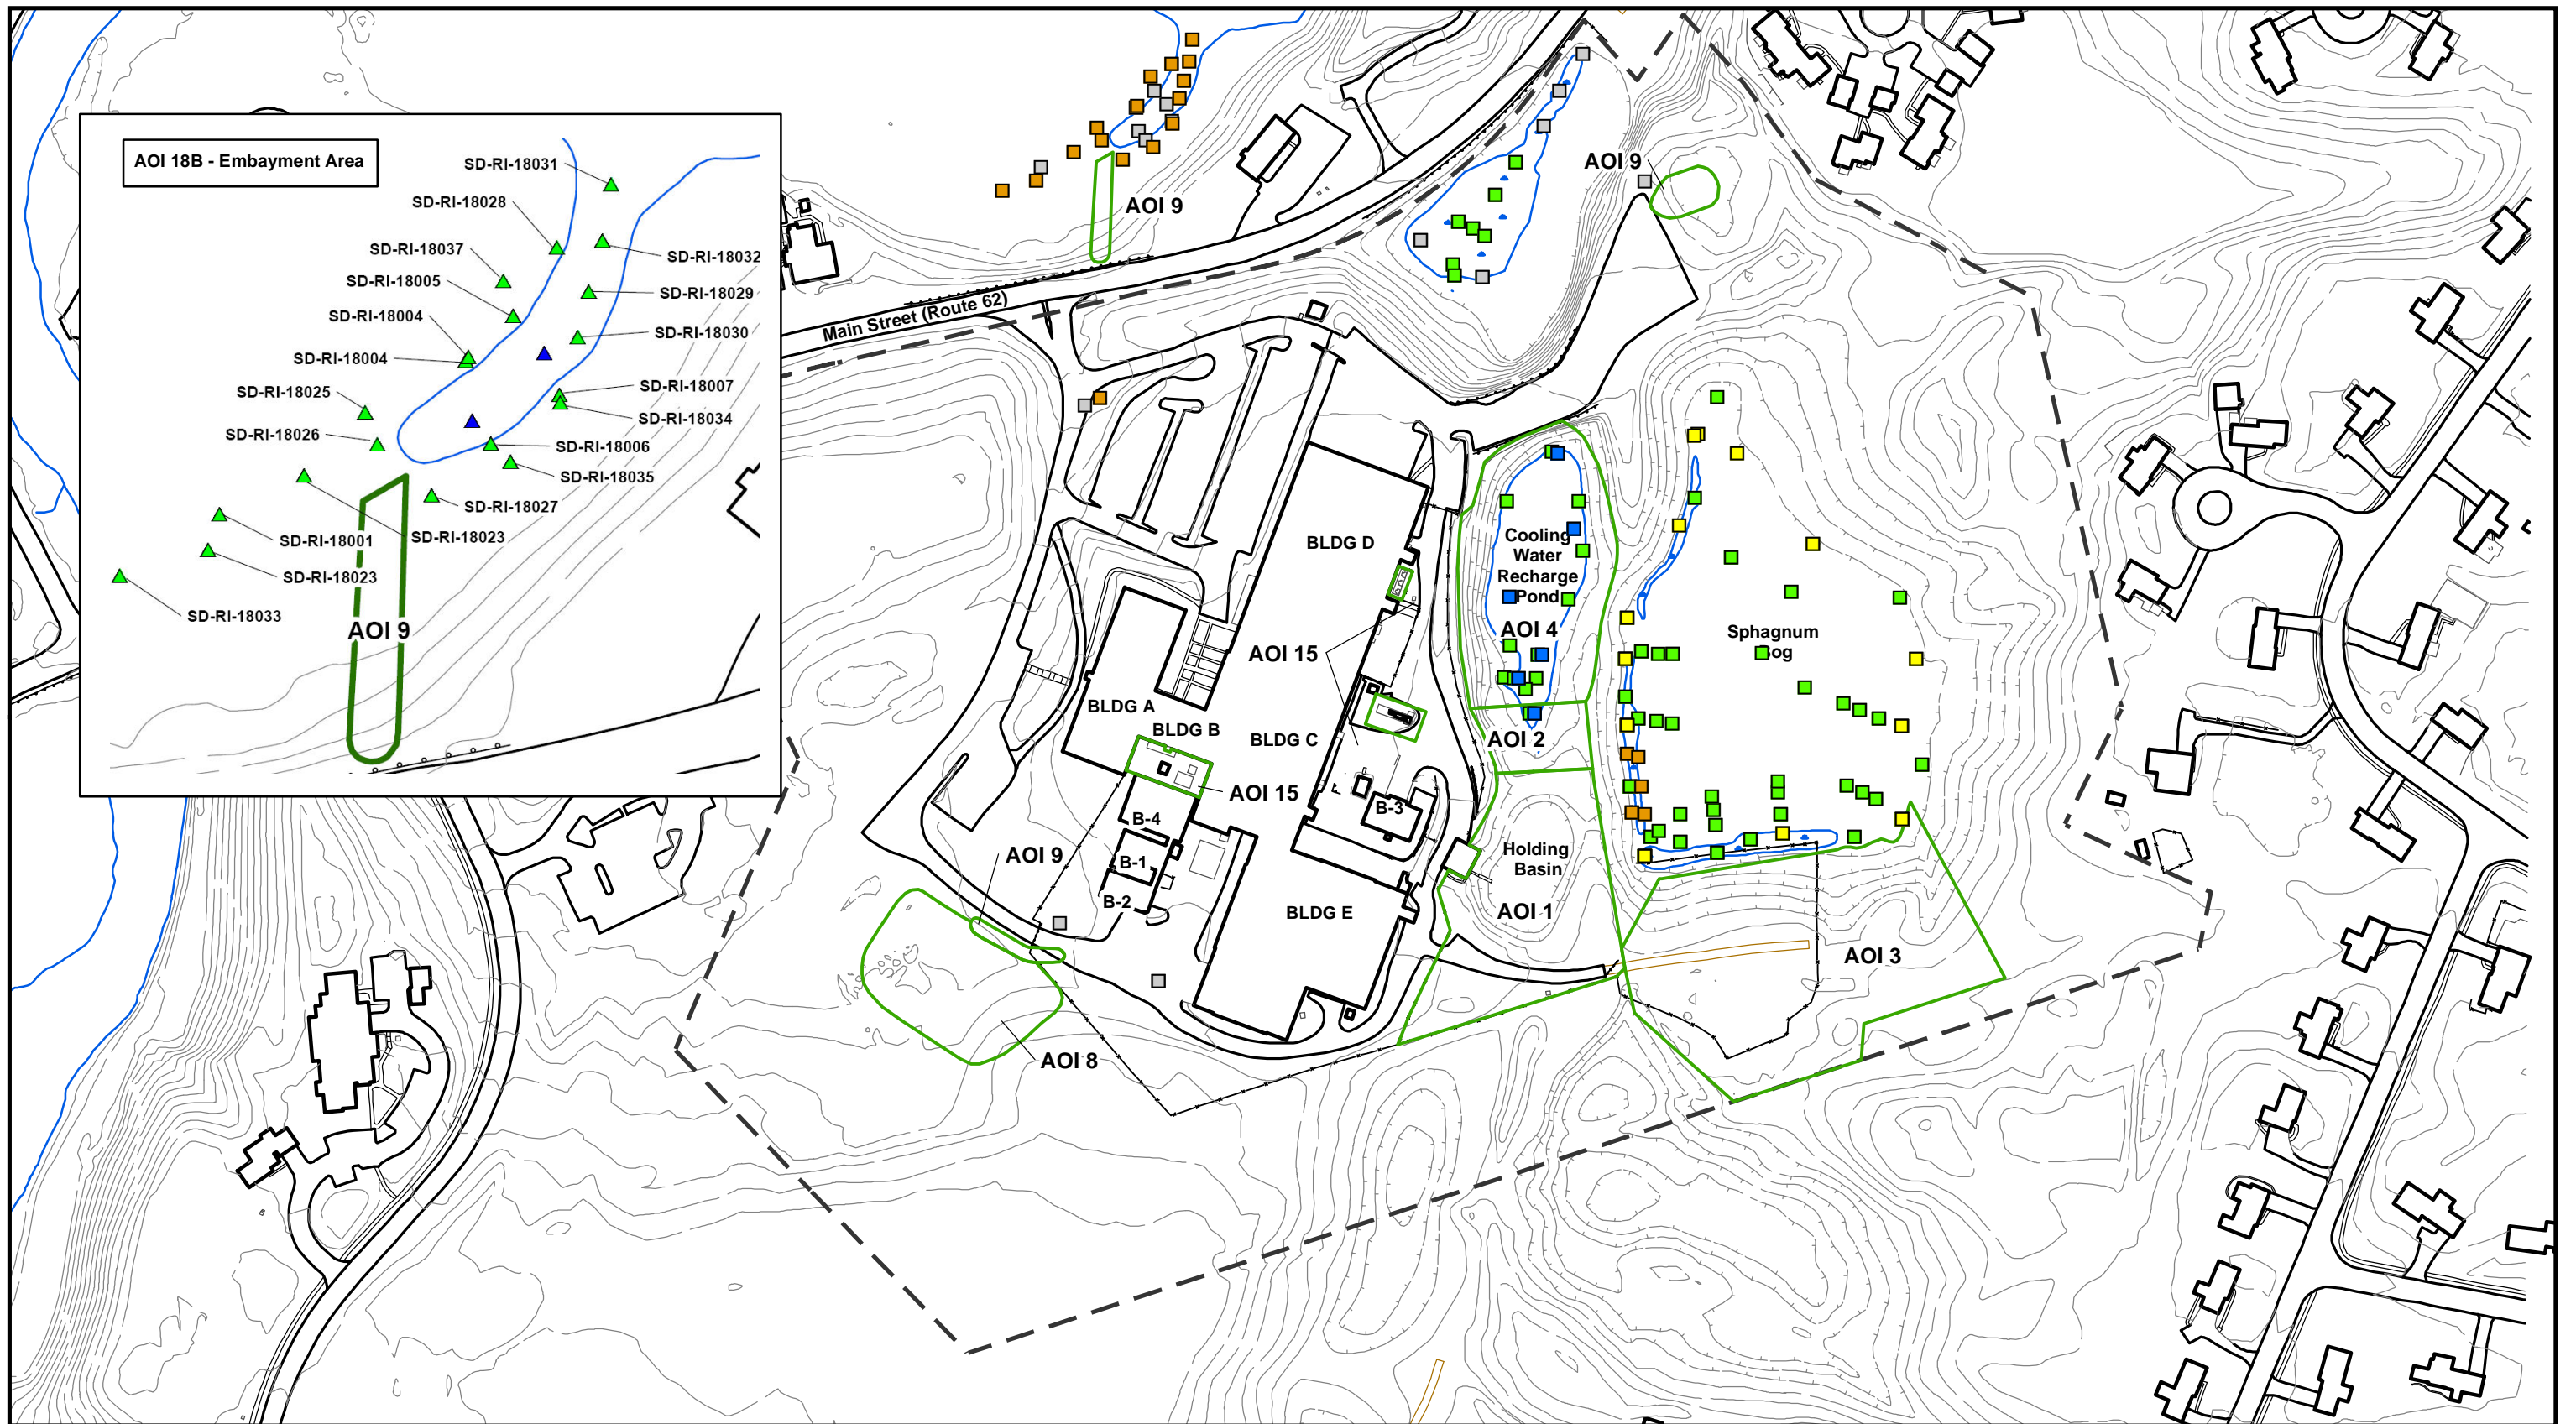 AOI 18B - Embayment Area
SD-RI-18031
SD-RI-18028
SD-RI-18037
SD-RI-18032
SD-RI-18005
SD-RI-18029
SD-RI-18004
SD-RI-18030
SD-RI-18004
SD-RI-18007
SD-RI-18025
SD-RI-18034
SD-RI-18026
SD-RI-18006
SD-RI-18035
SD-RI-18027
SD-RI-18001
SD-RI-18023
SD-RI-18023
SD-RI-18033
AOI 9
AOI 9
AOI 9
Main Street (Route 62)
BLDG D
Cooling
Water
Recharge
Pond
AOI 4
Sphagnum
Bog
AOI 15
BLDG A
BLDG B
BLDG C
AOI 2
AOI 15
B-3
B-4
AOI 9
B-1
Holding
Basin
B-2
BLDG E
AOI 1
AOI 3
AOI 8